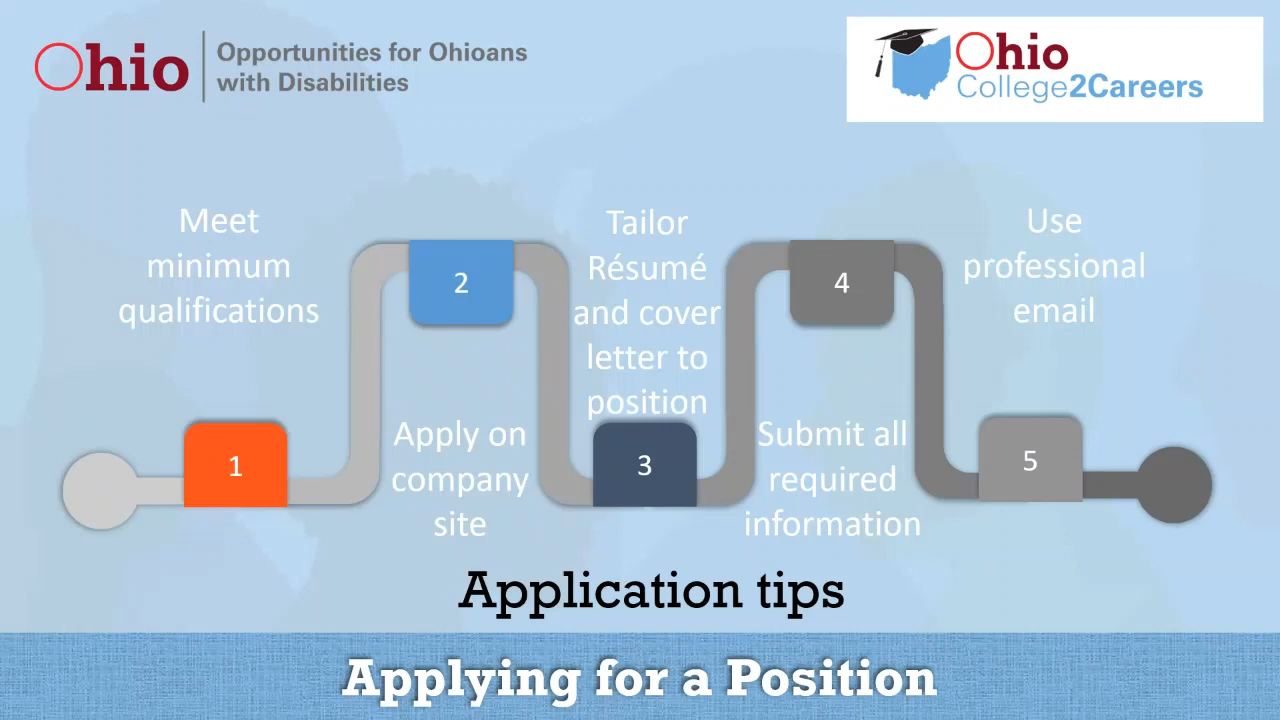 Ohio
Opportunities for Ohioans
with Disabilities
Ohio
College2Careers
Meet
minimum
qualifications
1
2
Apply on
company
site
Tailor
Résumé
and cover
letter to
position
3
4
Submit all
required
information
Use
professional
email
5
Application tips
Applying for a Position